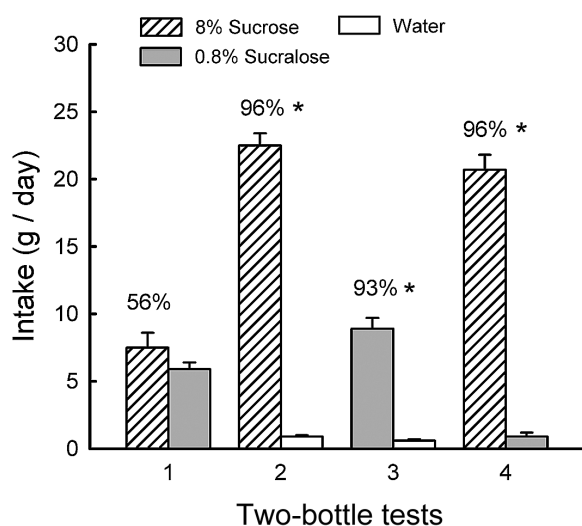 8% Sucrose
Water
0.8% Sucralose
30
25
20
15
10
5
0
Intake (g / day)
56%
96% *
93% *
96% *
1 2 3 4
Two-bottle tests